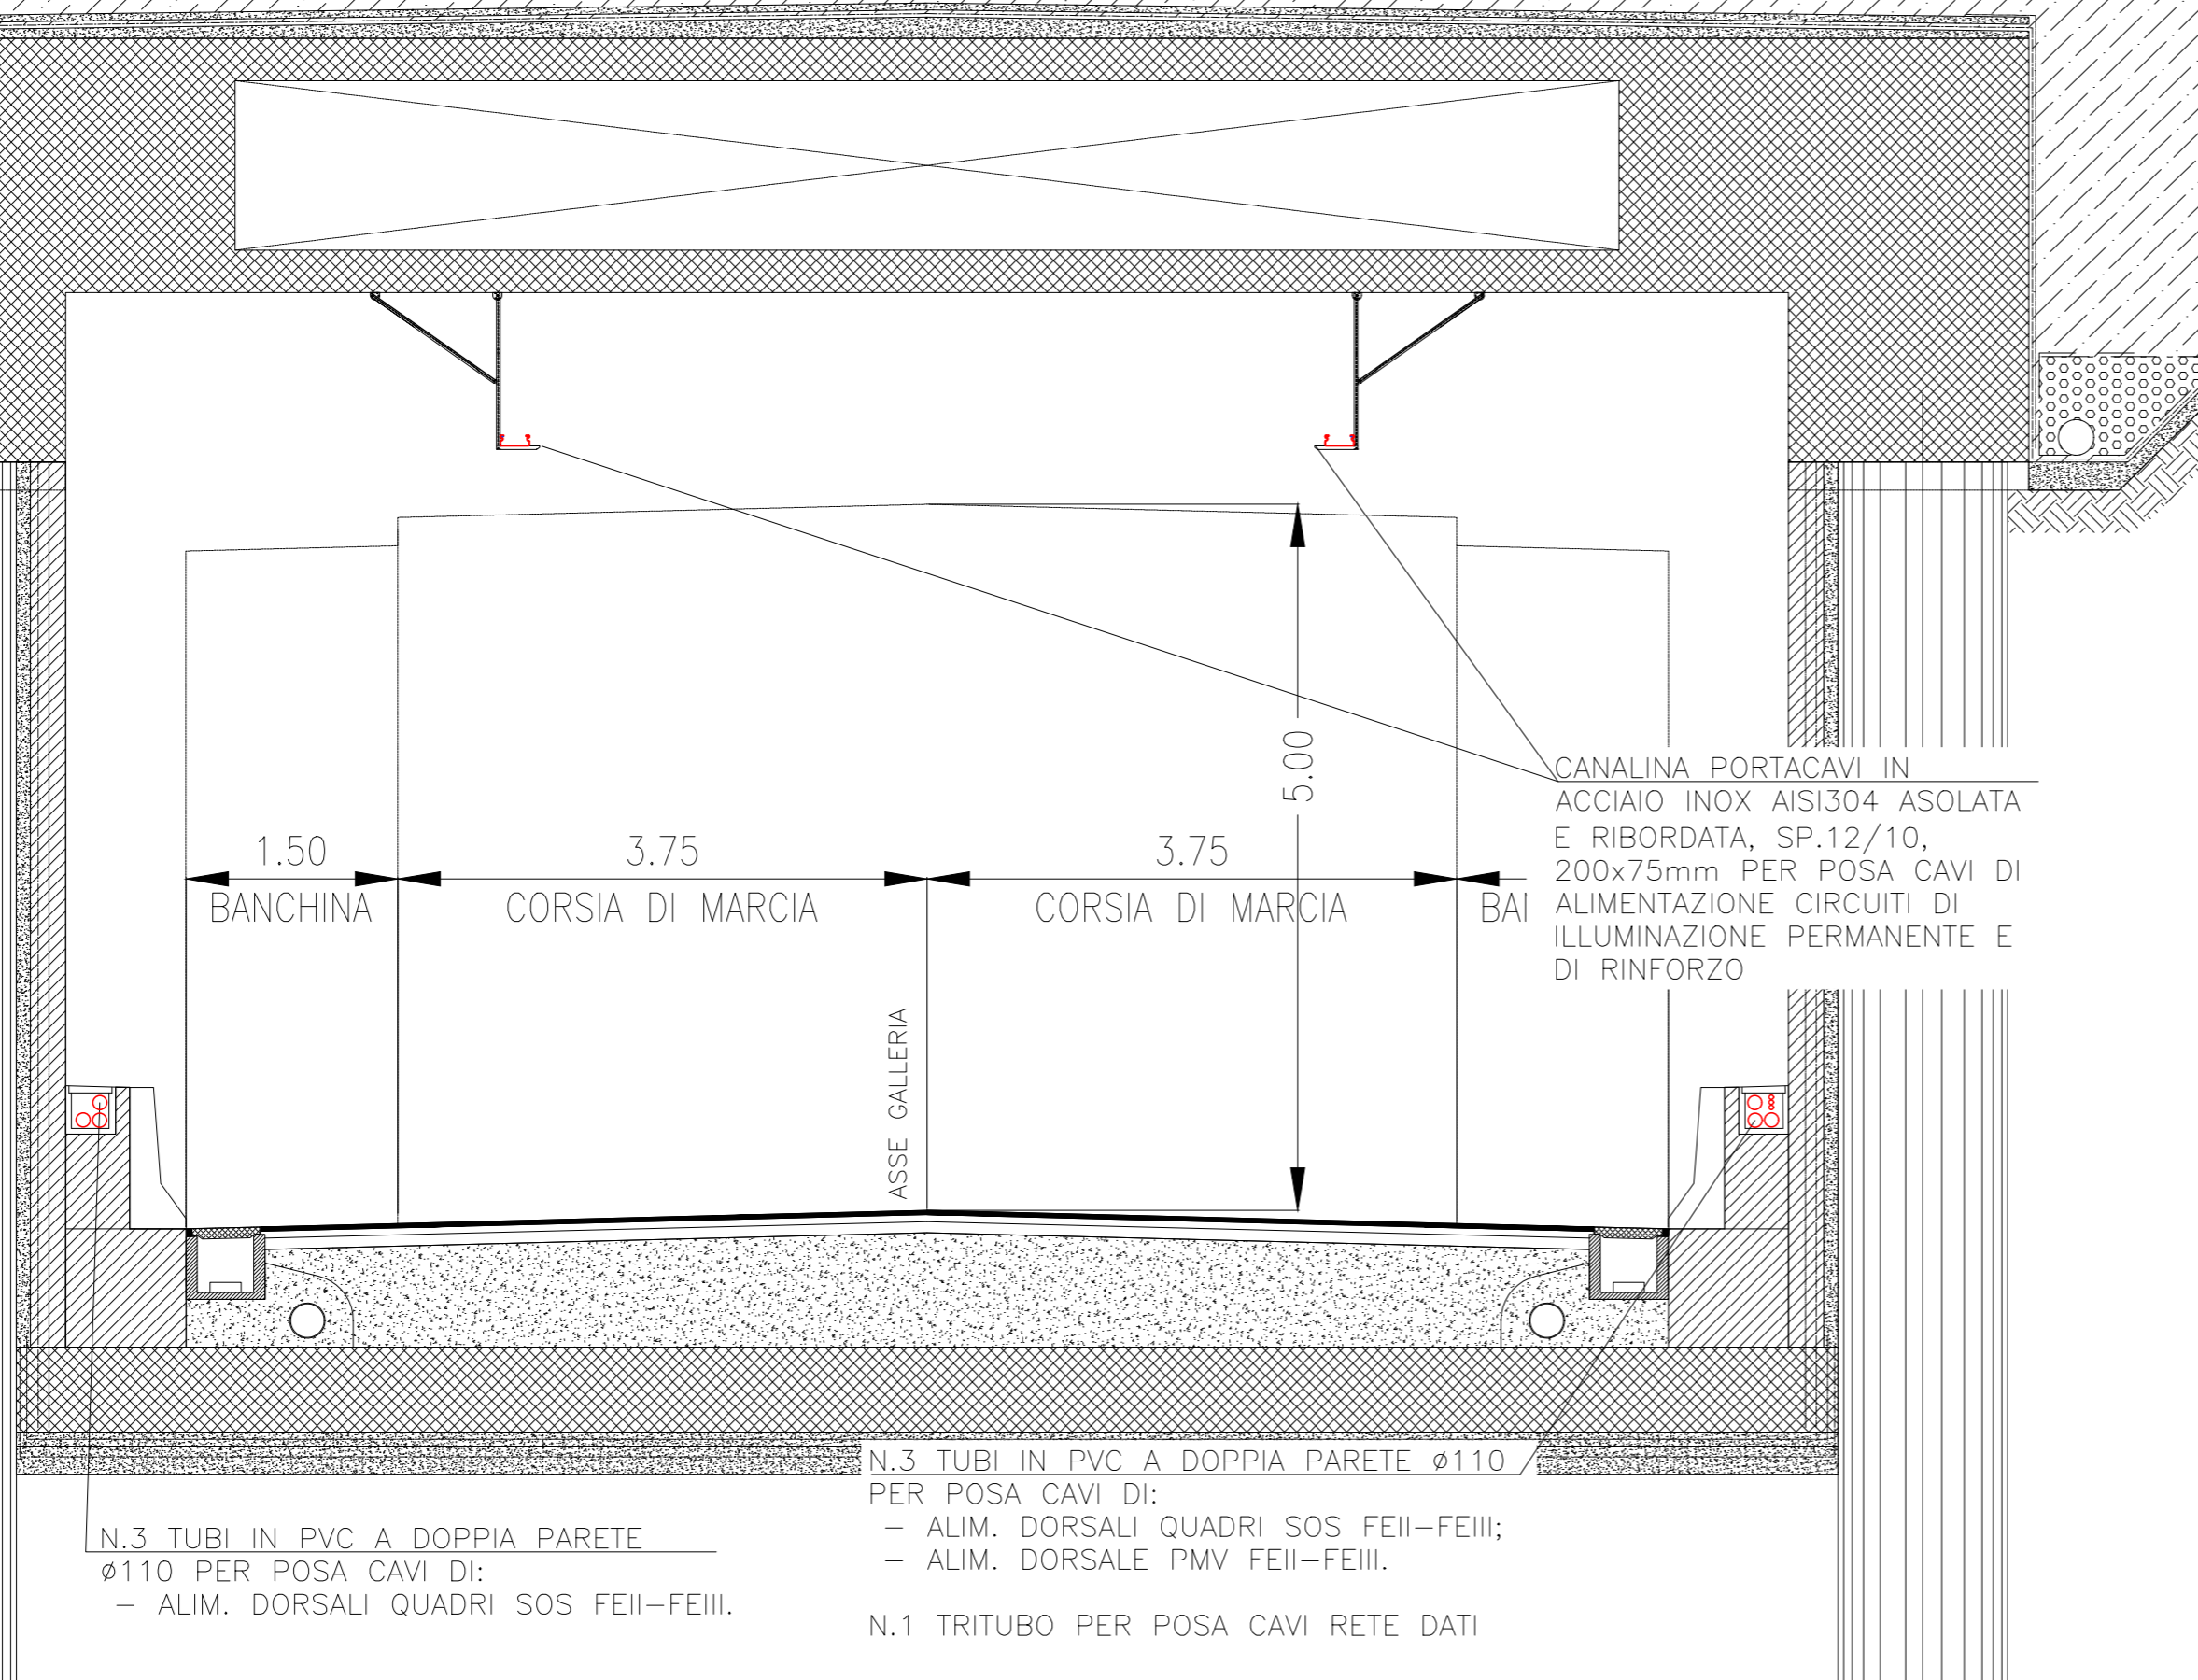 5.00
CANALINA PORTACAVI IN
ACCIAIO INOX AISI304 ASOLATA
E RIBORDATA, SP.12/10,
200x75mm PER POSA CAVI DI
ALIMENTAZIONE CIRCUITI DI
ILLUMINAZIONE PERMANENTE E
DI RINFORZO
1.50
3.75
3.75
BANCHINA
CORSIA DI MARCIA
CORSIA DI MARCIA
BAI
ASSE GALLERIA
N.3 TUBI IN PVC A DOPPIA PARETE
ø110 PER POSA CAVI DI:
– ALIM. DORSALI QUADRI SOS FEII–FEIII.
N.3 TUBI IN PVC A DOPPIA PARETE ø110
PER POSA CAVI DI:
– ALIM. DORSALI QUADRI SOS FEII–FEIII;
– ALIM. DORSALE PMV FEII–FEIII.
N.1 TRITUBO PER POSA CAVI RETE DATI